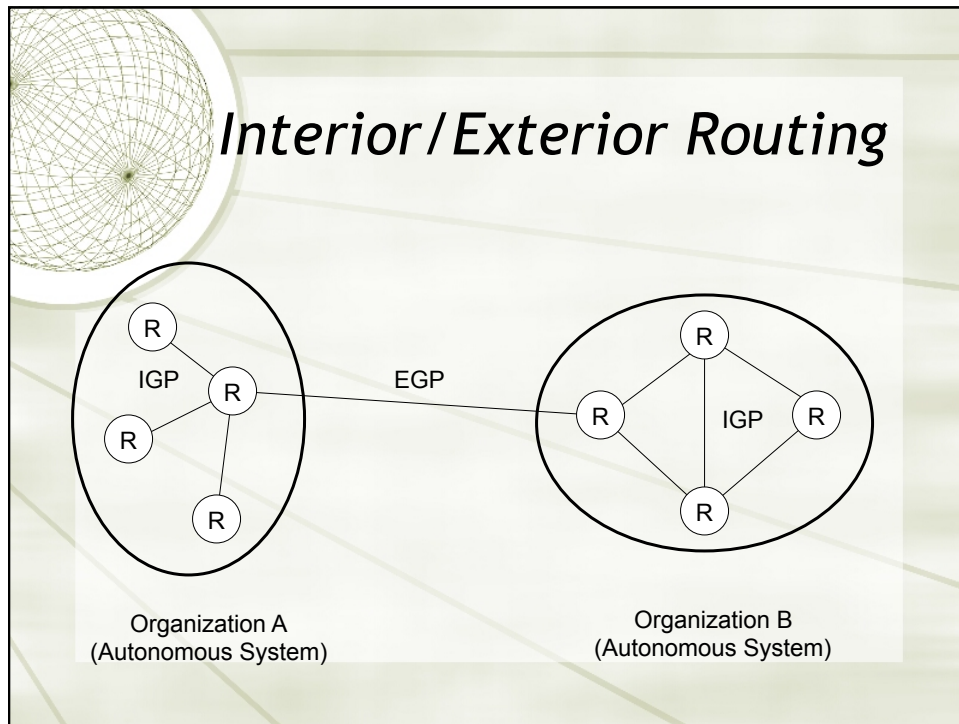 Interior/Exterior Routing
R
IGP
R
R
R
Organization A
(Autonomous System)
EGP
R
R
IGP
R
R
Organization B
(Autonomous System)